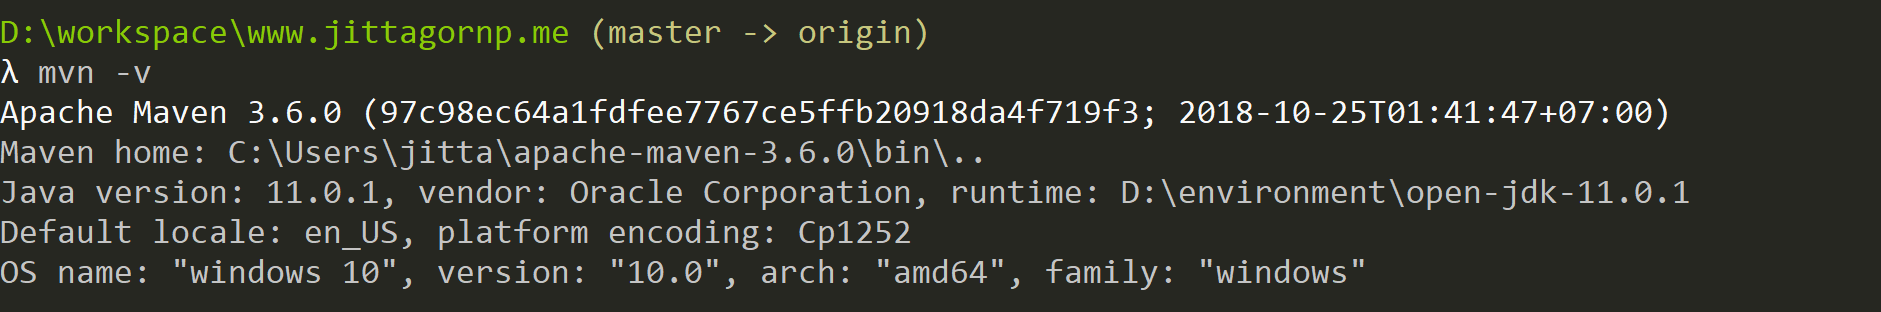 D:\workspace\www.jittagornp.me (master -> origin)
λ mvn -v
Apache Maven 3.6.0 (97c98ec64a1fdfee7767ce5ffb20918da4f719f3; 2018-10-25T01:41:47+07:00)
Maven home: C:\Users\jitta\apache-maven-3.6.0\bin\..
Java version: 11.0.1, vendor: Oracle Corporation, runtime: D:\environment\open-jdk-11.0.1
Default locale: en_US, platform encoding: Cp1252
OS name: "windows 10", version: "10.0", arch: "amd64", family: "windows"